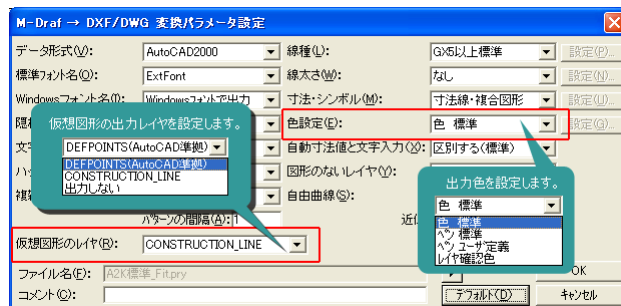 M-Draf → DXF/DWG 変換パラメータ設定
データ形式(V): AutoCAD2000 線種(L): GX5以上標準 設定(P)...
標準フォント名(O): ExtFont 線太さ(W): なし 設定(N)...
Windowsフォント名(I): Windowsフォントで出力 寸法・シンボル(M): 寸法線・複合図形 設定(U)...
色設定(E): 色 標準 設定(G)...
自動寸法値と文字入力(X): 区別する(標準)
図形のないレイヤ(Y):
自由曲線(S):
仮想図形の出力レイヤを設定します。
DEFPOINTS(AutoCAD準拠)
DEFPOINTS(AutoCAD準拠)
CONSTRUCTION_LINE
出力しない
出力色を設定します。
色 標準
色 標準
ペン 標準
ペン ユーザ定義
レイヤ確認色
パターンの間隔(A): 1
仮想図形のレイヤ(R): CONSTRUCTION_LINE
ファイル名(F): A2K標準_Fit.pry
OK
コメント(C):
デフォルト(D) キャンセル